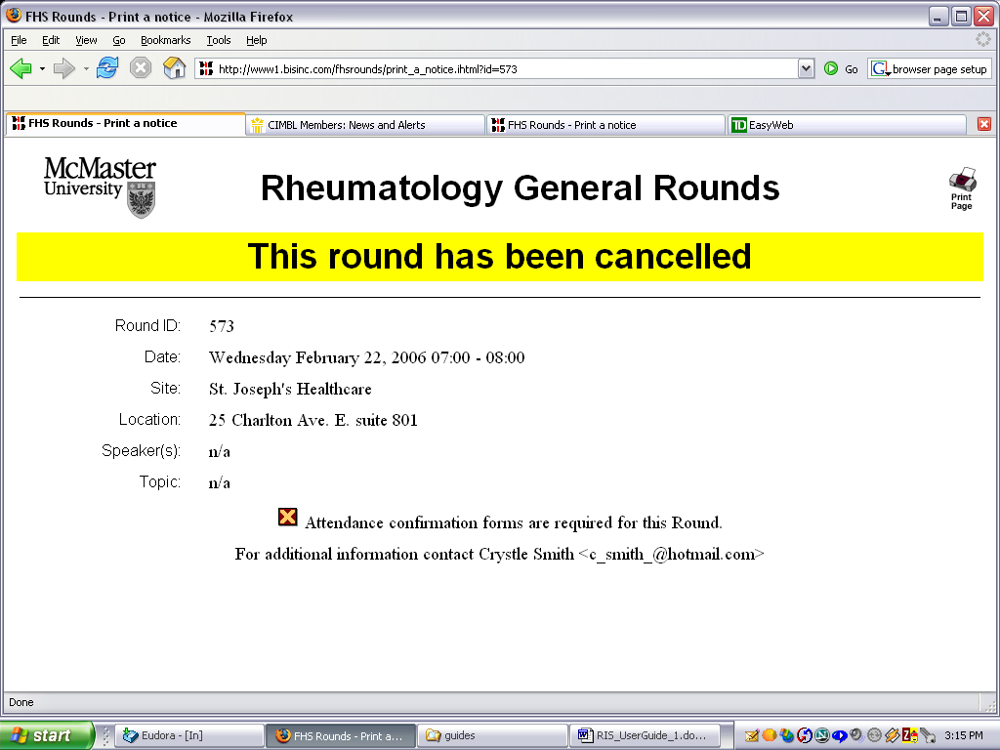 FHS Rounds - Print a notice - Mozilla Firefox
File Edit View Go Bookmarks Tools Help
http://www1.bisinc.com/fhsrounds/print_a_notice.ihtml?id=573 Go G browser page setup
FHS Rounds - Print a notice CIMBL Members: News and Alerts FHS Rounds - Print a notice TD EasyWeb
McMaster
University
Rheumatology General Rounds
Print
Page
This round has been cancelled
Round ID: 573
Date: Wednesday February 22, 2006 07:00 - 08:00
Site: St. Joseph's Healthcare
Location: 25 Charlton Ave. E. suite 801
Speaker(s): n/a
Topic: n/a
Attendance confirmation forms are required for this Round.
For additional information contact Crystle Smith <c_smith_@hotmail.com>
Done
start Eudora - [In] FHS Rounds - Print a... guides RIS_UserGuide_1.do... 3:15 PM